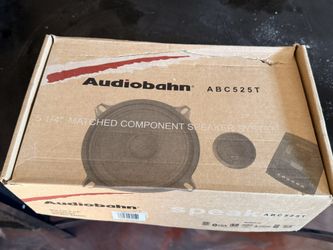 Audiobahn® ABC525T
5 1/4" MATCHED COMPONENT SPEAKER SYSTEM
Audiobahn® speak
ABC525T